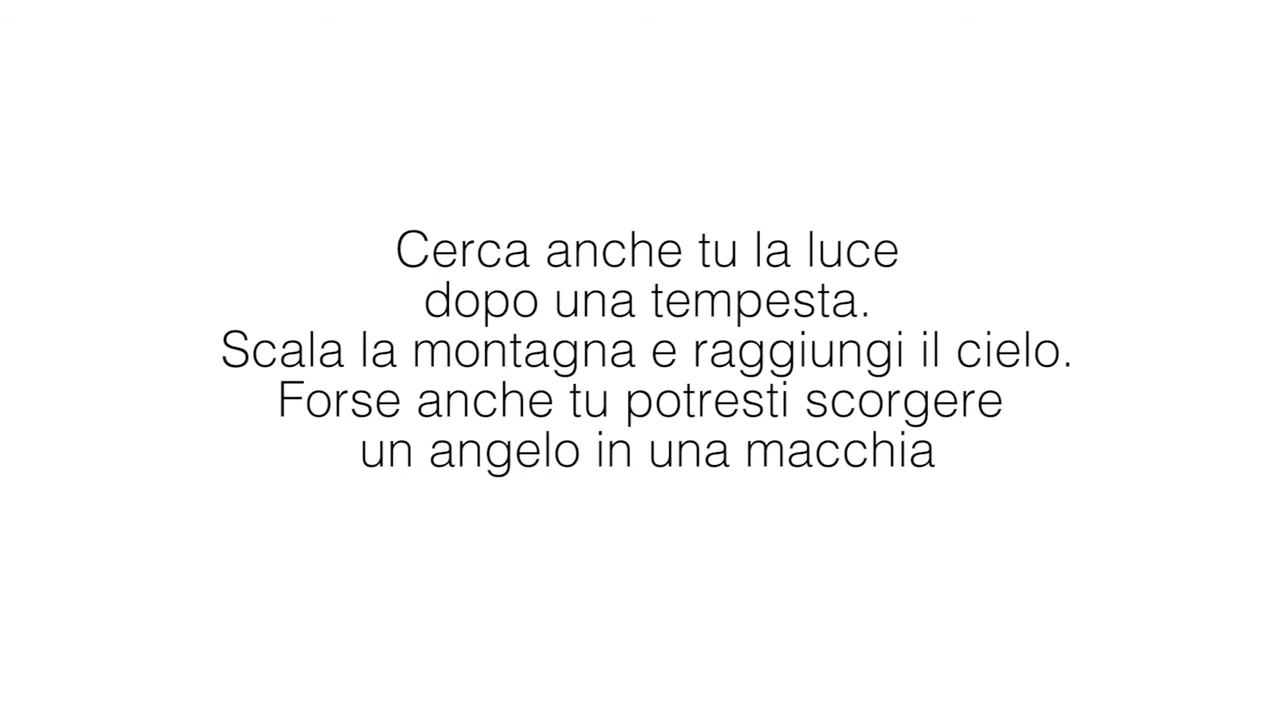 Cerca anche tu la luce
dopo una tempesta.
Scala la montagna e raggiungi il cielo.
Forse anche tu potresti scorgere
un angelo in una macchia